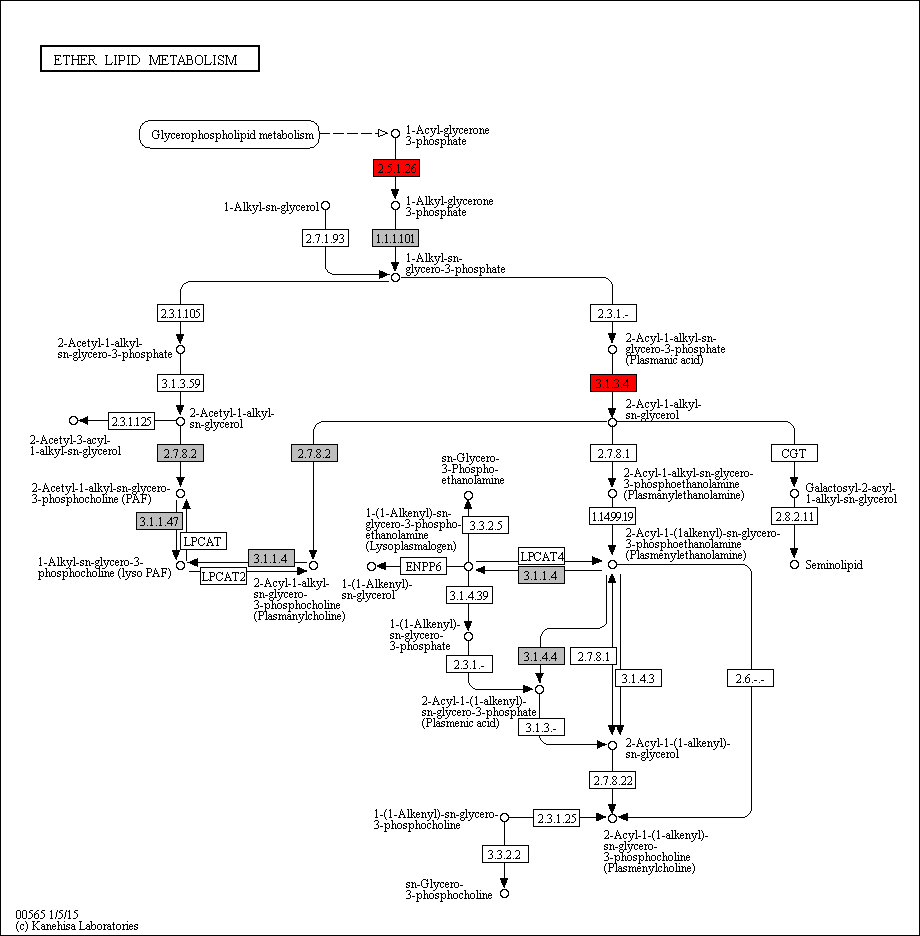 ETHER LIPID METABOLISM
Glycerophospholipid metabolism
1-Acyl-glycerone
3-phosphate
2.5.1.26
1-Alkyl-sn-glycerol
1-Alkyl-glycerone
3-phosphate
2.7.1.93
1.1.1.101
1-Alkyl-sn-
glycero-3-phosphate
2.3.1.105
2.3.1.-
2-Acetyl-1-alkyl-
sn-glycero-3-phosphate
2-Acyl-1-alkyl-sn-
glycero-3-phosphate
(Plasmanic acid)
3.1.3.59
3.1.3.4
2.3.1.125
2-Acetyl-1-alkyl-
sn-glycerol
2-Acyl-1-alkyl-
sn-glycerol
2-Acetyl-3-acyl-
1-alkyl-sn-glycerol
2.7.8.2
2.7.8.2
2.7.8.1
CGT
sn-Glycero-
3-Phospho-
ethanolamine
2-Acetyl-1-alkyl-sn-glycero-
3-phosphocholine (PAF)
2-Acyl-1-alkyl-sn-glycero-
3-phosphoethanolamine
(Plasmanylethanolamine)
Galactosyl-2-acyl-
1-alkyl-sn-glycerol
3.1.1.47
1-(1-Alkenyl)-sn-
glycero-3-phospho-
ethanolamine
(Lysoplasmalogen)
3.3.2.5
1.14.99.19
2.8.2.11
LPCAT
2-Acyl-1-(1alkenyl)-sn-glycero-
3-phosphoethanolamine
(Plasmenylethanolamine)
1-Alkyl-sn-glycero-3-
phosphocholine (lyso PAF)
3.1.1.4
LPCAT2
2-Acyl-1-alkyl-
sn-glycero-
3-phosphocholine
(Plasmanylcholine)
ENPP6
LPCAT4
3.1.1.4
Seminolipid
1-(1-Alkenyl)-
sn-glycerol
3.1.4.39
1-(1-Alkenyl)-
sn-glycero-
3-phosphate
2.3.1.-
3.1.4.4
2.7.8.1
3.1.4.3
2.6.-.-
2-Acyl-1-(1-alkenyl)-
sn-glycero-3-phosphate
(Plasmenic acid)
3.1.3.-
2-Acyl-1-(1-alkenyl)-
sn-glycerol
2.7.8.22
1-(1-Alkenyl)-sn-glycero-
3-phosphocholine
2.3.1.25
2-Acyl-1-(1-alkenyl)-
sn-glycero-
3-phosphocholine
(Plasmenylcholine)
3.3.2.2
sn-Glycero-
3-phosphocholine
00565 1/5/15
(c) Kanehisa Laboratories